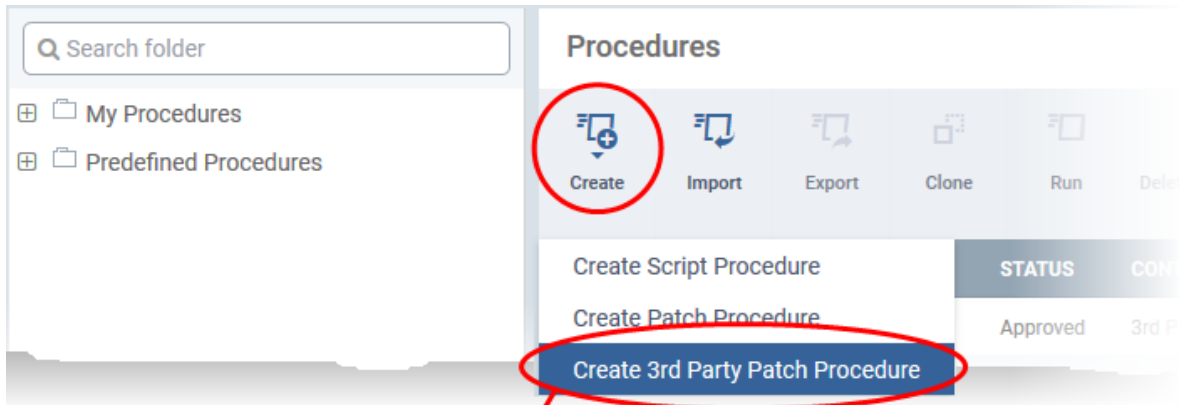 Search folder
My Procedures
Predefined Procedures
Procedures
Create Import Export Clone Run
Create Script Procedure
Create Patch Procedure
Create 3rd Party Patch Procedure
STATUS
Approved 3rd